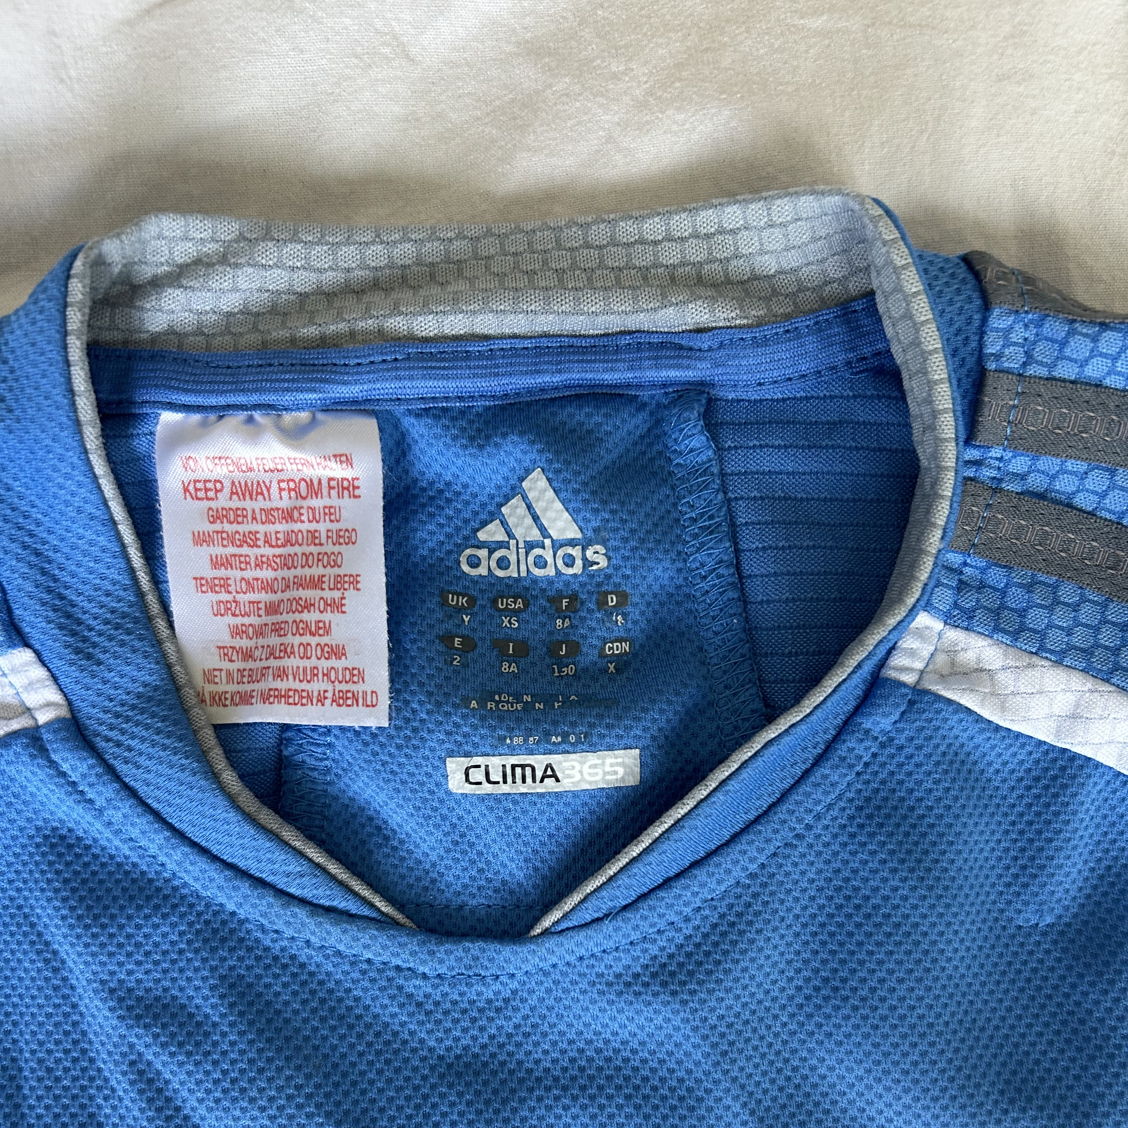 VON OFFENEM FEUER FERN HALTEN
KEEP AWAY FROM FIRE
GARDER A DISTANCE DU FEU
MANTÉNGASE ALEJADO DEL FUEGO
MANTER AFASTADO DO FOGO
TENERE LONTANO DA FIAMME LIBERE
UDRŽUJTE MIMO DOSAH OHNĚ
VAROVATI PRED OGNJEM
TRZYMAĆ Z DALEKA OD OGNIA
NIET IN DE BUURT VAN VUUR HOUDEN
IKKE KOMME I NÆRHEDEN AF ÅBEN ILD
adidas
UK USA F D
Y XS 8A
E I J CDN
2 8A 130 X
CLIMA365